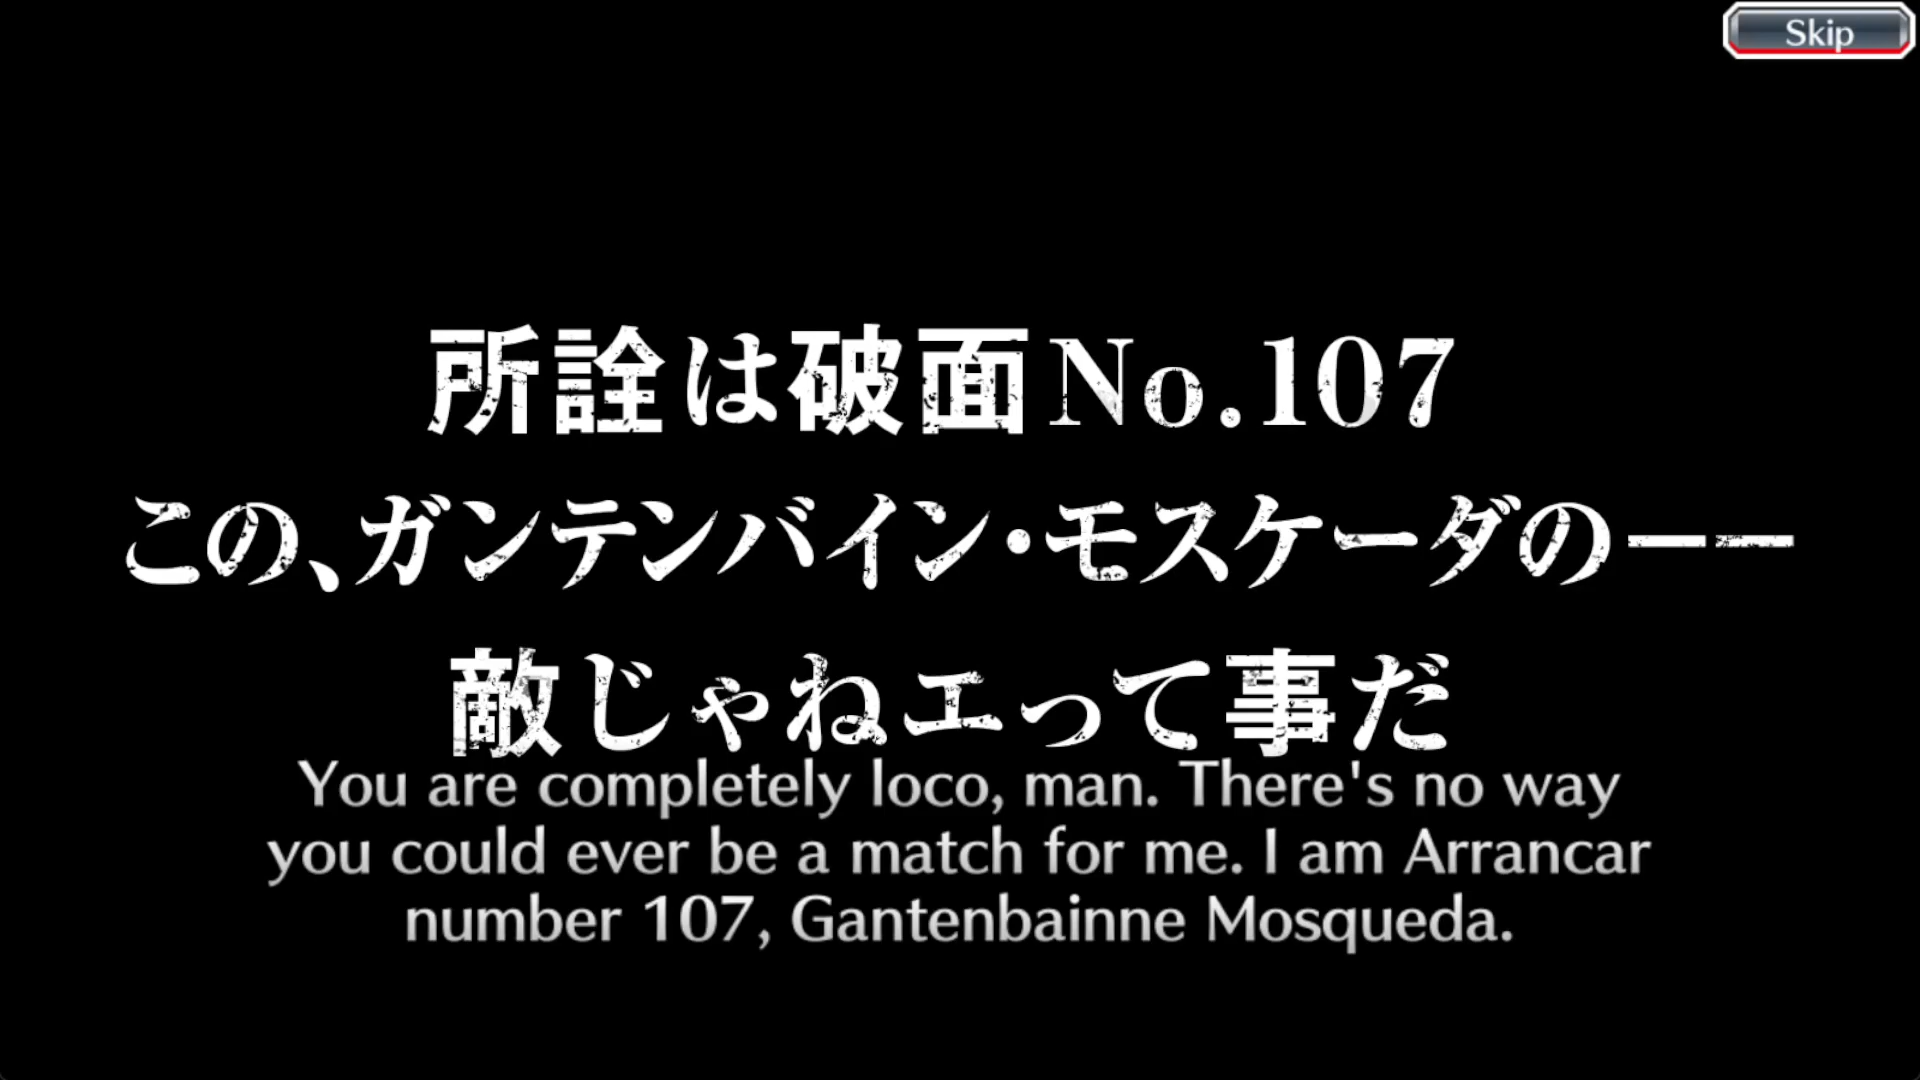 Skip
所詮は破面No.107
この、ガンテンバイン・モスケーダのーー
敵じゃねエって事だ
You are completely loco, man. There's no way
you could ever be a match for me. I am Arrancar
number 107, Gantenbainne Mosqueda.